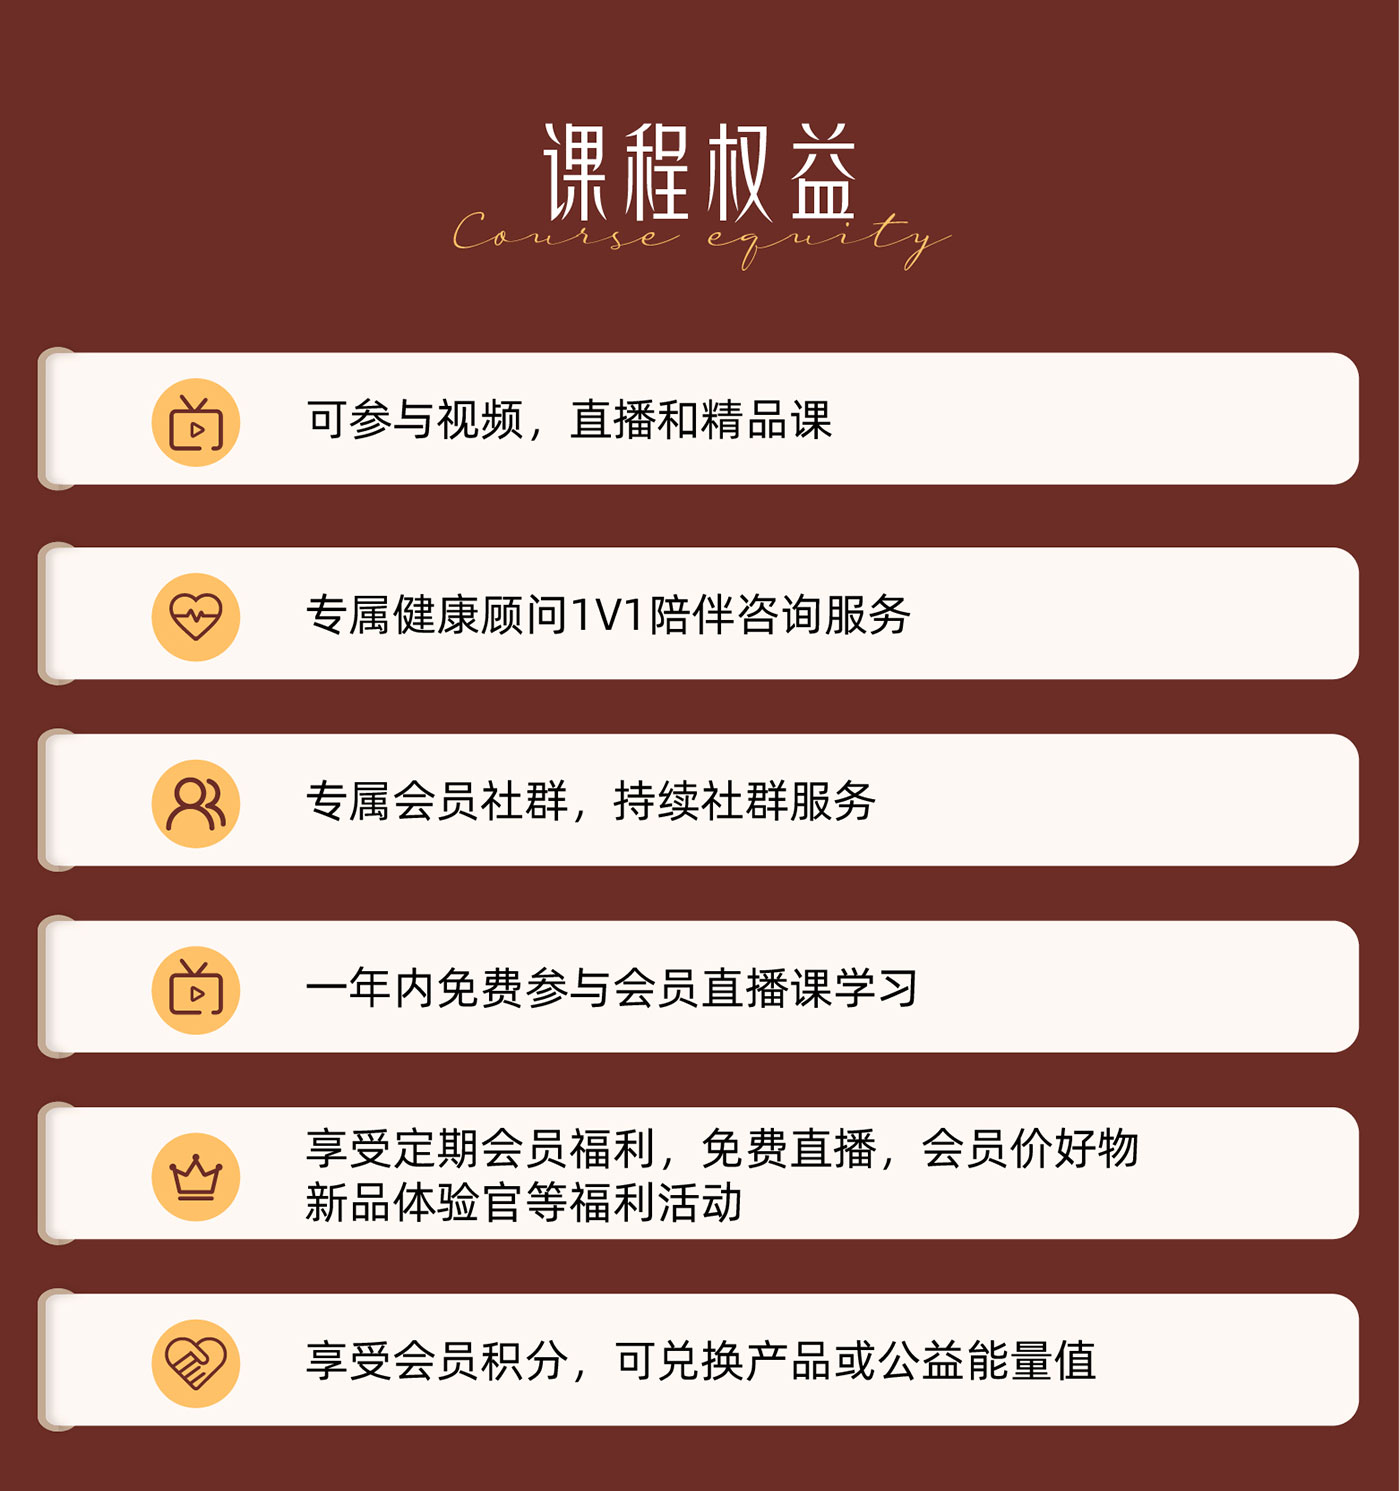 课程权益
Course equity
可参与视频，直播和精品课
专属健康顾问1V1陪伴咨询服务
专属会员社群，持续社群服务
一年内免费参与会员直播课学习
享受定期会员福利，免费直播，会员价好物
新品体验官等福利活动
享受会员积分，可兑换产品或公益能量值